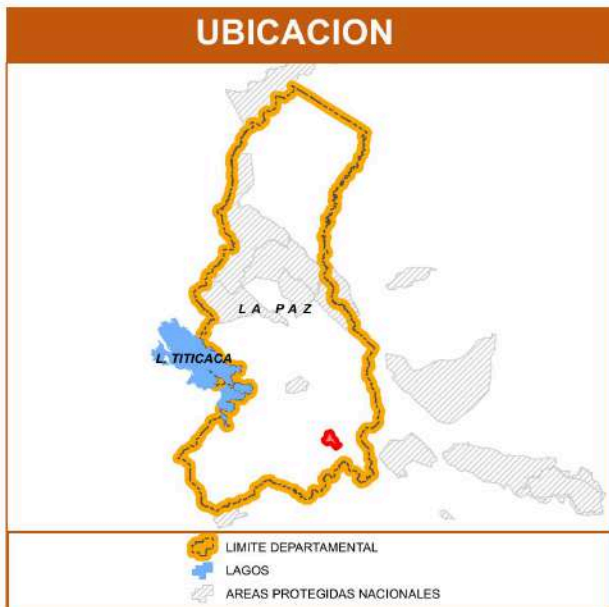 UBICACION
LA PAZ
L. TITICACA
LIMITE DEPARTAMENTAL
LAGOS
AREAS PROTEGIDAS NACIONALES